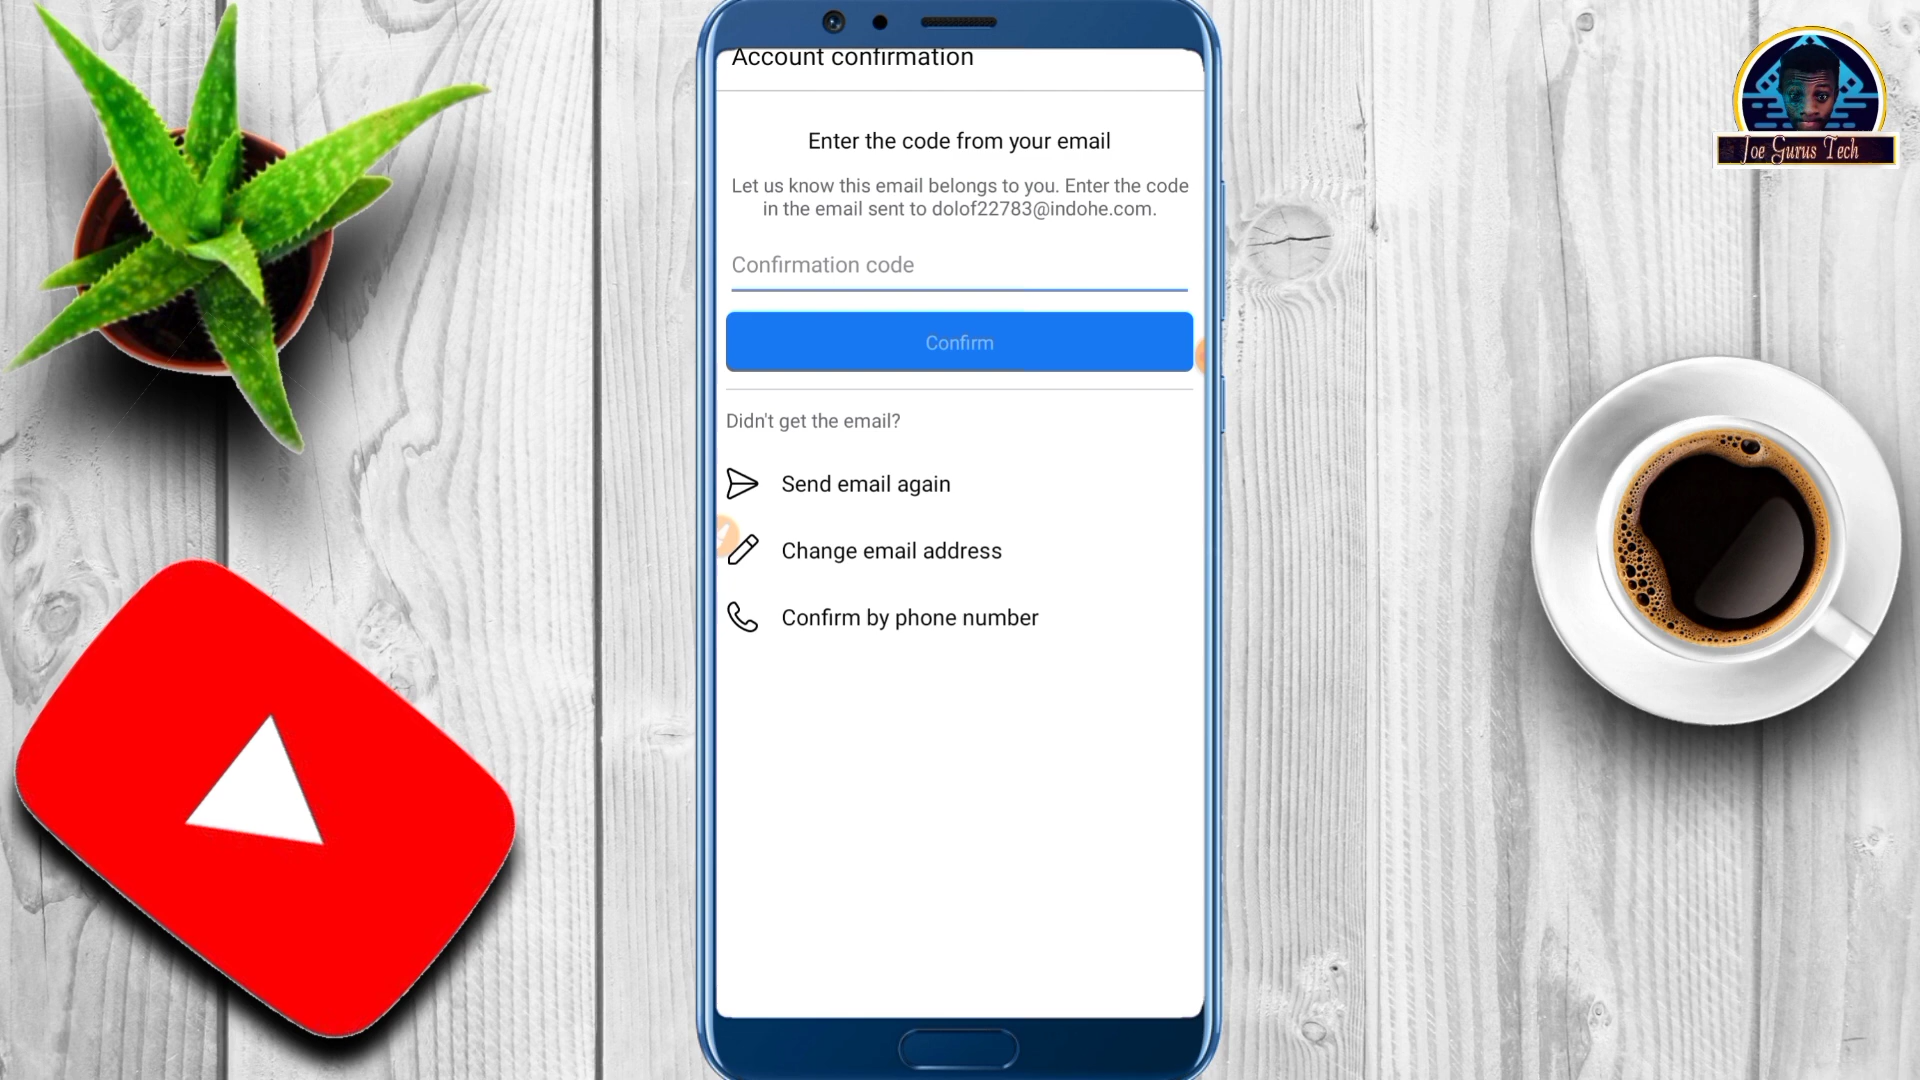 Account confirmation
Enter the code from your email
Let us know this email belongs to you. Enter the code
in the email sent to dolof22783@indohe.com.
Confirmation code
Confirm
Didn't get the email?
Send email again
Change email address
Confirm by phone number
Joe Gurus Tech